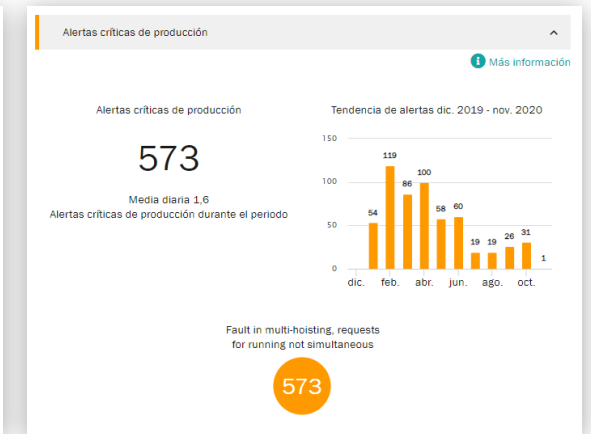 Alertas críticas de producción
Más información
Alertas críticas de producción
573
Media diaria 1,6
Alertas críticas de producción durante el periodo
Tendencia de alertas dic. 2019 - nov. 2020
150
100
50
0
54
119
86
100
58
60
19
19
26
31
1
dic.
feb.
abr.
jun.
ago.
oct.
Fault in multi-hoisting, requests
for running not simultaneous
573